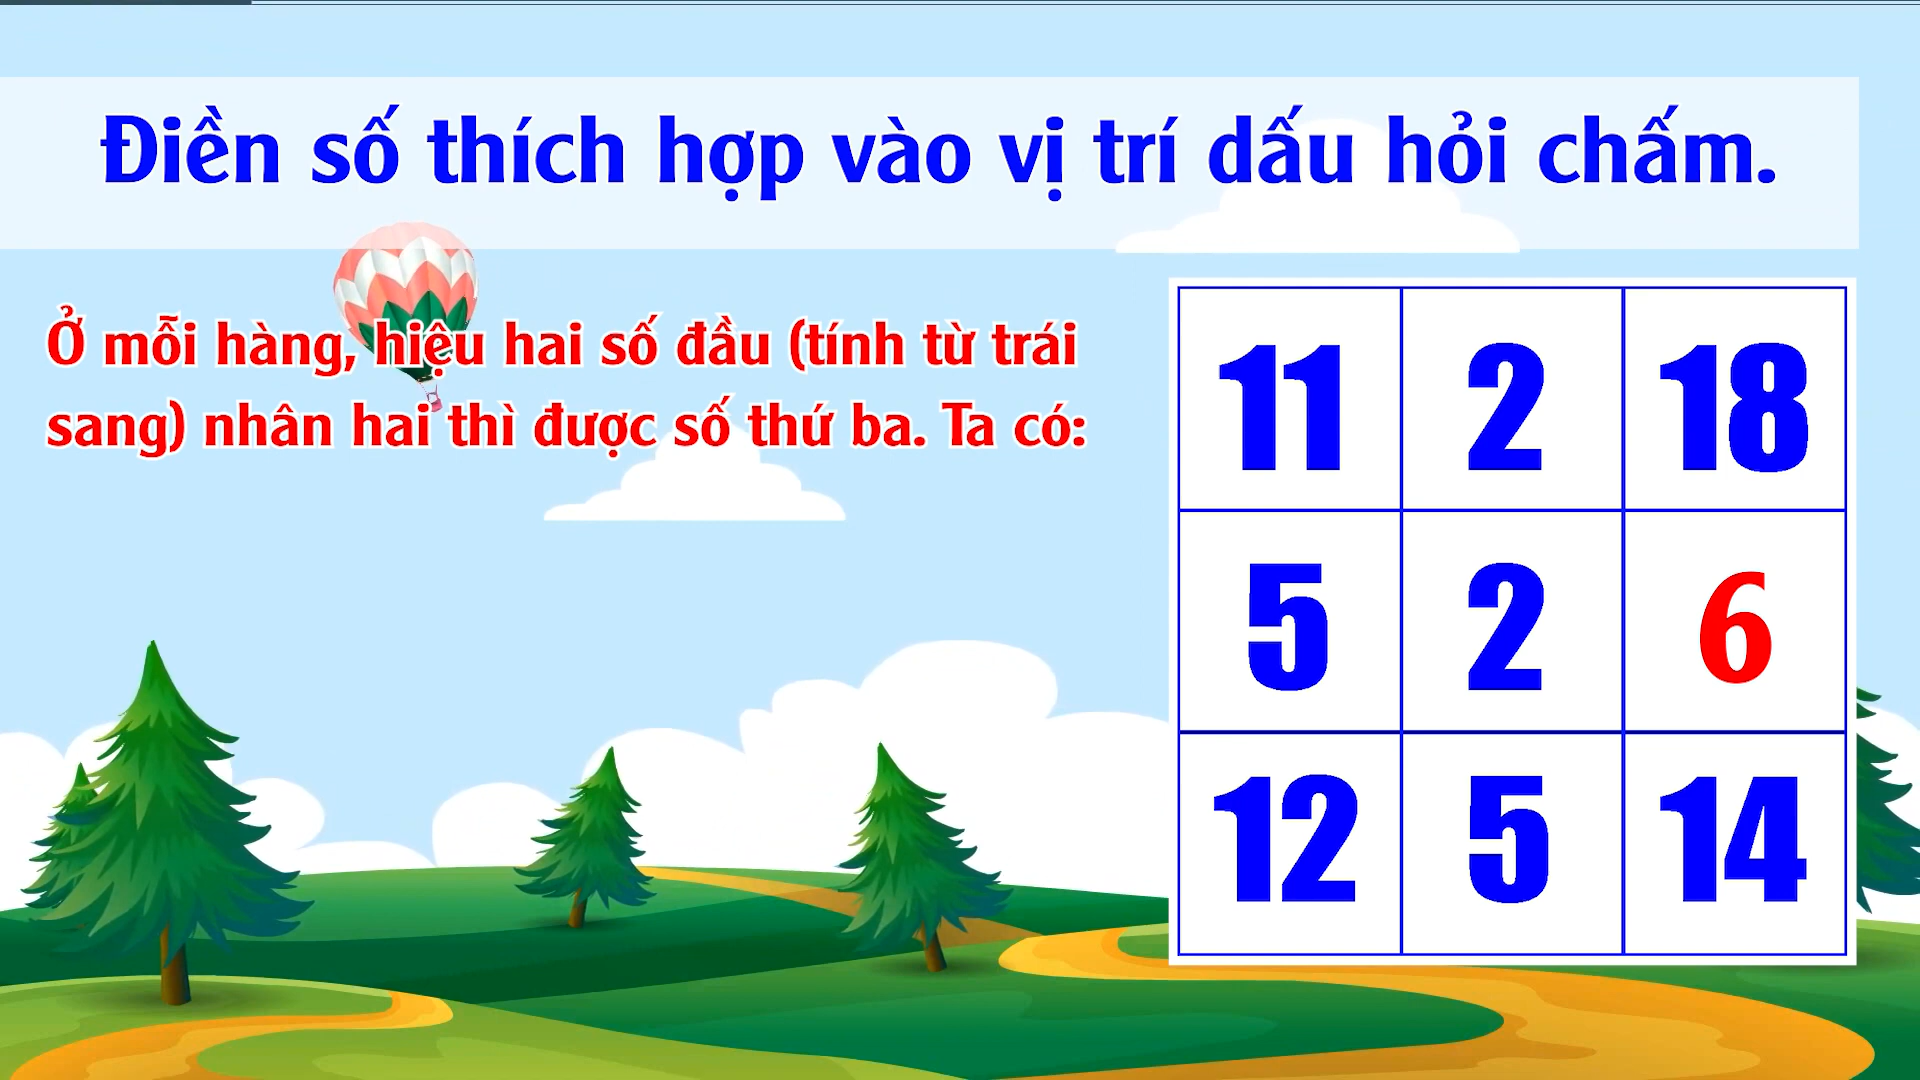 Điền số thích hợp vào vị trí dấu hỏi chấm.
Ở mỗi hàng, hiệu hai số đầu (tính từ trái
sang) nhân hai thì được số thứ ba. Ta có:
11 2 18
5 2 6
12 5 14